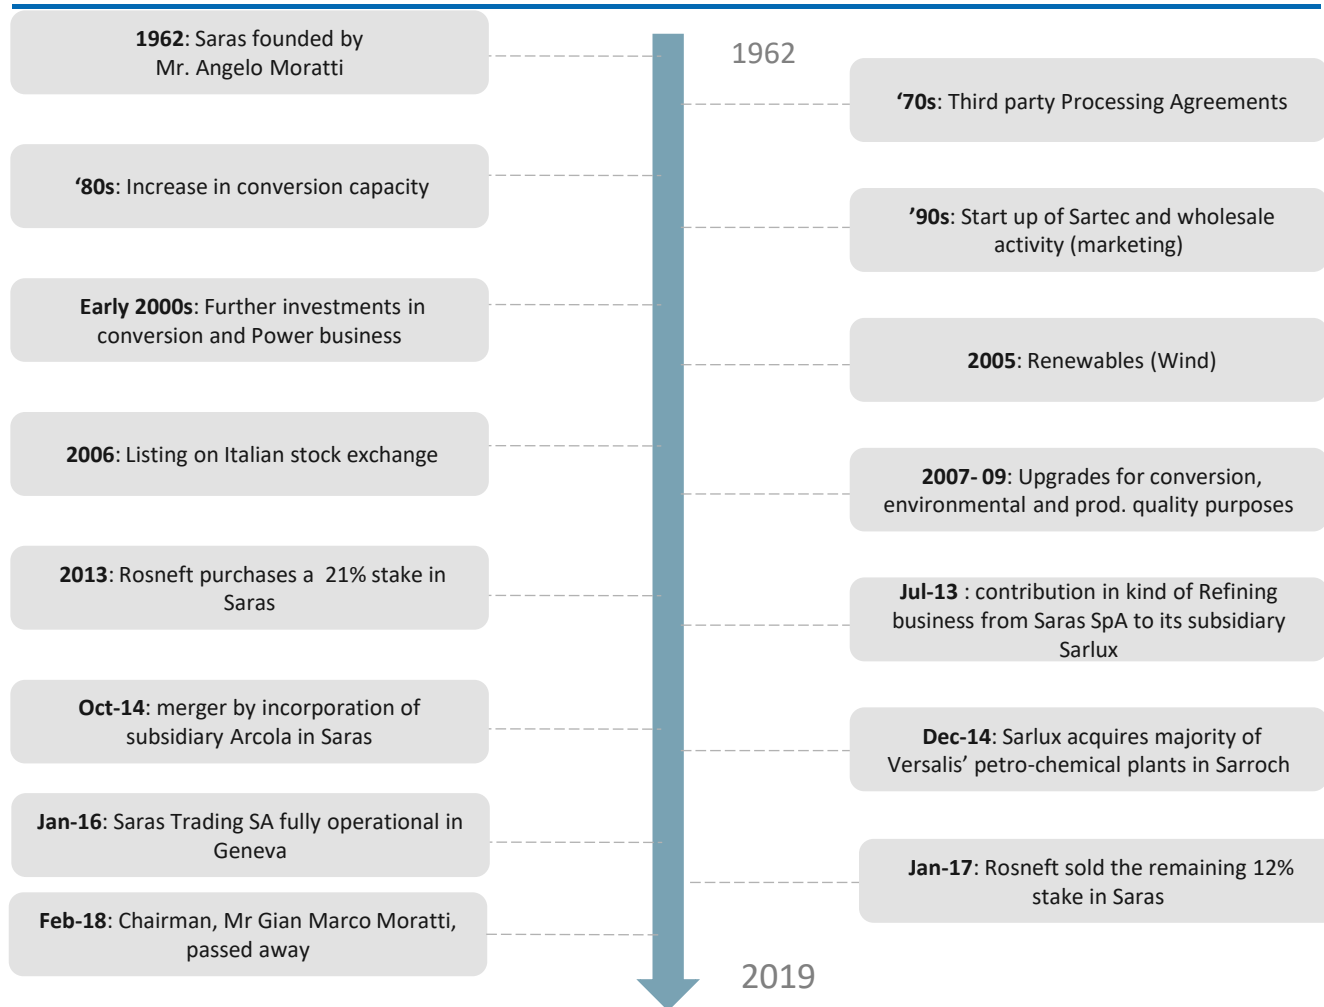 1962: Saras founded by
Mr. Angelo Moratti
1962
‘70s: Third party Processing Agreements
‘80s: Increase in conversion capacity
’90s: Start up of Sartec and wholesale
activity (marketing)
Early 2000s: Further investments in
conversion and Power business
2005: Renewables (Wind)
2006: Listing on Italian stock exchange
2007- 09: Upgrades for conversion,
environmental and prod. quality purposes
2013: Rosneft purchases a  21% stake in
Saras
Jul-13 : contribution in kind of Refining
business from Saras SpA to its subsidiary
Sarlux
Oct-14: merger by incorporation of
subsidiary Arcola in Saras
Dec-14: Sarlux acquires majority of
Versalis’ petro-chemical plants in Sarroch
Jan-16: Saras Trading SA fully operational in
Geneva
Jan-17: Rosneft sold the remaining 12%
stake in Saras
Feb-18: Chairman, Mr Gian Marco Moratti,
passed away
2019